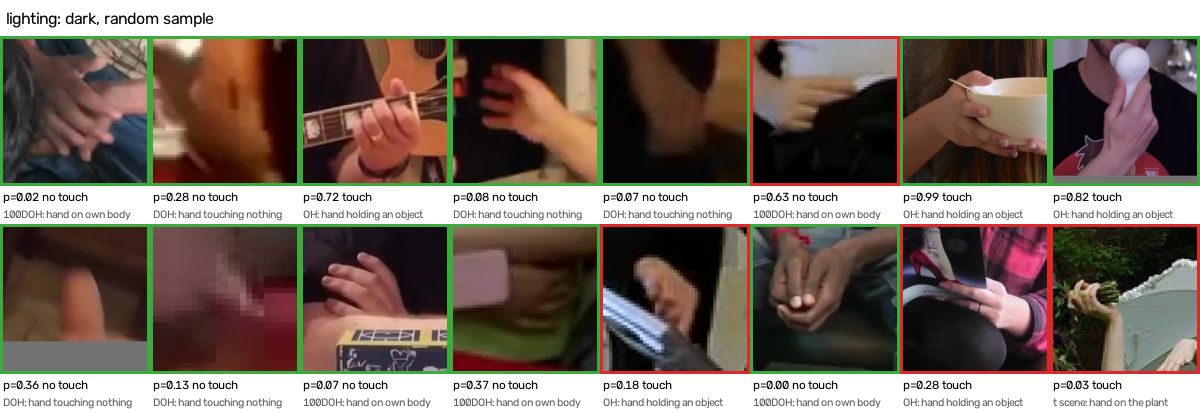 lighting: dark, random sample
p=0.02 no touch
p=0.28 no touch
p=0.72 touch
p=0.08 no touch
p=0.07 no touch
p=0.63 no touch
p=0.99 touch
p=0.82 touch
100DOH: hand on own body
DOH: hand touching nothing
OH: hand holding an object
DOH: hand touching nothing
DOH: hand touching nothing
100DOH: hand on own body
OH: hand holding an object
OH: hand holding an object
p=0.36 no touch
p=0.13 no touch
p=0.07 no touch
p=0.37 no touch
p=0.18 touch
p=0.00 no touch
p=0.28 touch
p=0.03 touch
DOH: hand touching nothing
DOH: hand touching nothing
100DOH: hand on own body
100DOH: hand on own body
OH: hand holding an object
100DOH: hand on own body
OH: hand holding an object
t scene: hand on the plant